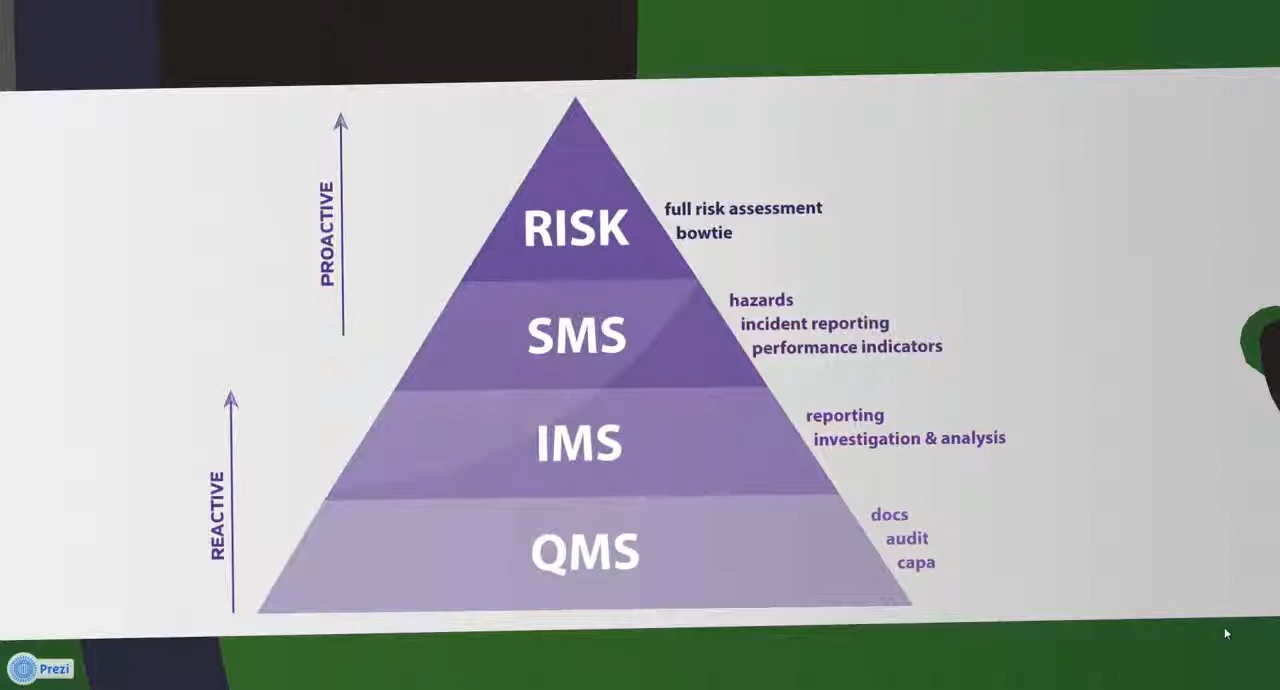 PROACTIVE
RISK
full risk assessment
bowtie
SMS
hazards
incident reporting
performance indicators
REACTIVE
IMS
reporting
investigation & analysis
QMS
docs
audit
capa
Prezi